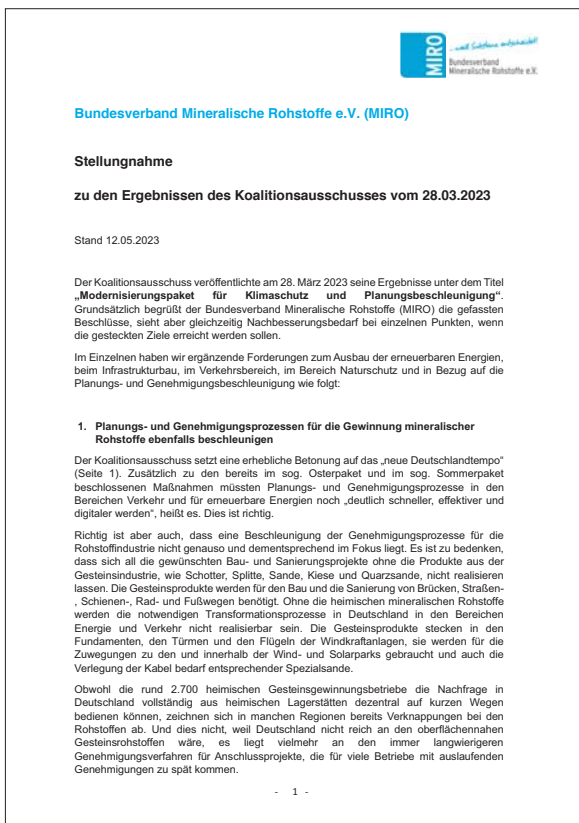 MIRO
...weil Substanz entscheidet!
Bundesverband
Mineralische Rohstoffe e.V.
Bundesverband Mineralische Rohstoffe e.V. (MIRO)
Stellungnahme
zu den Ergebnissen des Koalitionsausschusses vom 28.03.2023
Stand 12.05.2023
Der Koalitionsausschuss veröffentlichte am 28. März 2023 seine Ergebnisse unter dem Titel
„Modernisierungspaket für Klimaschutz und Planungsbeschleunigung“.
Grundsätzlich begrüßt der Bundesverband Mineralische Rohstoffe (MIRO) die gefassten
Beschlüsse, sieht aber gleichzeitig Nachbesserungsbedarf bei einzelnen Punkten, wenn
die gesteckten Ziele erreicht werden sollen.
Im Einzelnen haben wir ergänzende Forderungen zum Ausbau der erneuerbaren Energien,
beim Infrastrukturbau, im Verkehrsbereich, im Bereich Naturschutz und in Bezug auf die
Planungs- und Genehmigungsbeschleunigung wie folgt:
1. Planungs- und Genehmigungsprozessen für die Gewinnung mineralischer
Rohstoffe ebenfalls beschleunigen
Der Koalitionsausschuss setzt eine erhebliche Betonung auf das „neue Deutschlandtempo“
(Seite 1). Zusätzlich zu den bereits im sog. Osterpaket und im sog. Sommerpaket
beschlossenen Maßnahmen müssten Planungs- und Genehmigungsprozesse in den
Bereichen Verkehr und für erneuerbare Energien noch „deutlich schneller, effektiver und
digitaler werden“, heißt es. Dies ist richtig.
Richtig ist aber auch, dass eine Beschleunigung der Genehmigungsprozesse für die
Rohstoffindustrie nicht genauso und dementsprechend im Fokus liegt. Es ist zu bedenken,
dass sich all die gewünschten Bau- und Sanierungsprojekte ohne die Produkte aus der
Gesteinsindustrie, wie Schotter, Splitte, Sande, Kiese und Quarzsande, nicht realisieren
lassen. Die Gesteinsprodukte werden für den Bau und die Sanierung von Brücken, Straßen-
, Schienen-, Rad- und Fußwegen benötigt. Ohne die heimischen mineralischen Rohstoffe
werden die notwendigen Transformationsprozesse in Deutschland in den Bereichen
Energie und Verkehr nicht realisierbar sein. Die Gesteinsprodukte stecken in den
Fundamenten, den Türmen und den Flügeln der Windkraftanlagen, sie werden für die
Zuwegungen zu den und innerhalb der Wind- und Solarparks gebraucht und auch die
Verlegung der Kabel bedarf entsprechender Spezialsande.
Obwohl die rund 2.700 heimischen Gesteinsgewinnungsbetriebe die Nachfrage in
Deutschland vollständig aus heimischen Lagerstätten dezentral auf kurzen Wegen
bedienen können, zeichnen sich in manchen Regionen bereits Verknappungen bei den
Rohstoffen ab. Und dies nicht, weil Deutschland nicht reich an den oberflächennahen
Gesteinsrohstoffen wäre, es liegt vielmehr an den immer langwierigeren
Genehmigungsverfahren für Anschlussprojekte, die für viele Betriebe mit auslaufenden
Genehmigungen zu spät kommen.
- 1 -